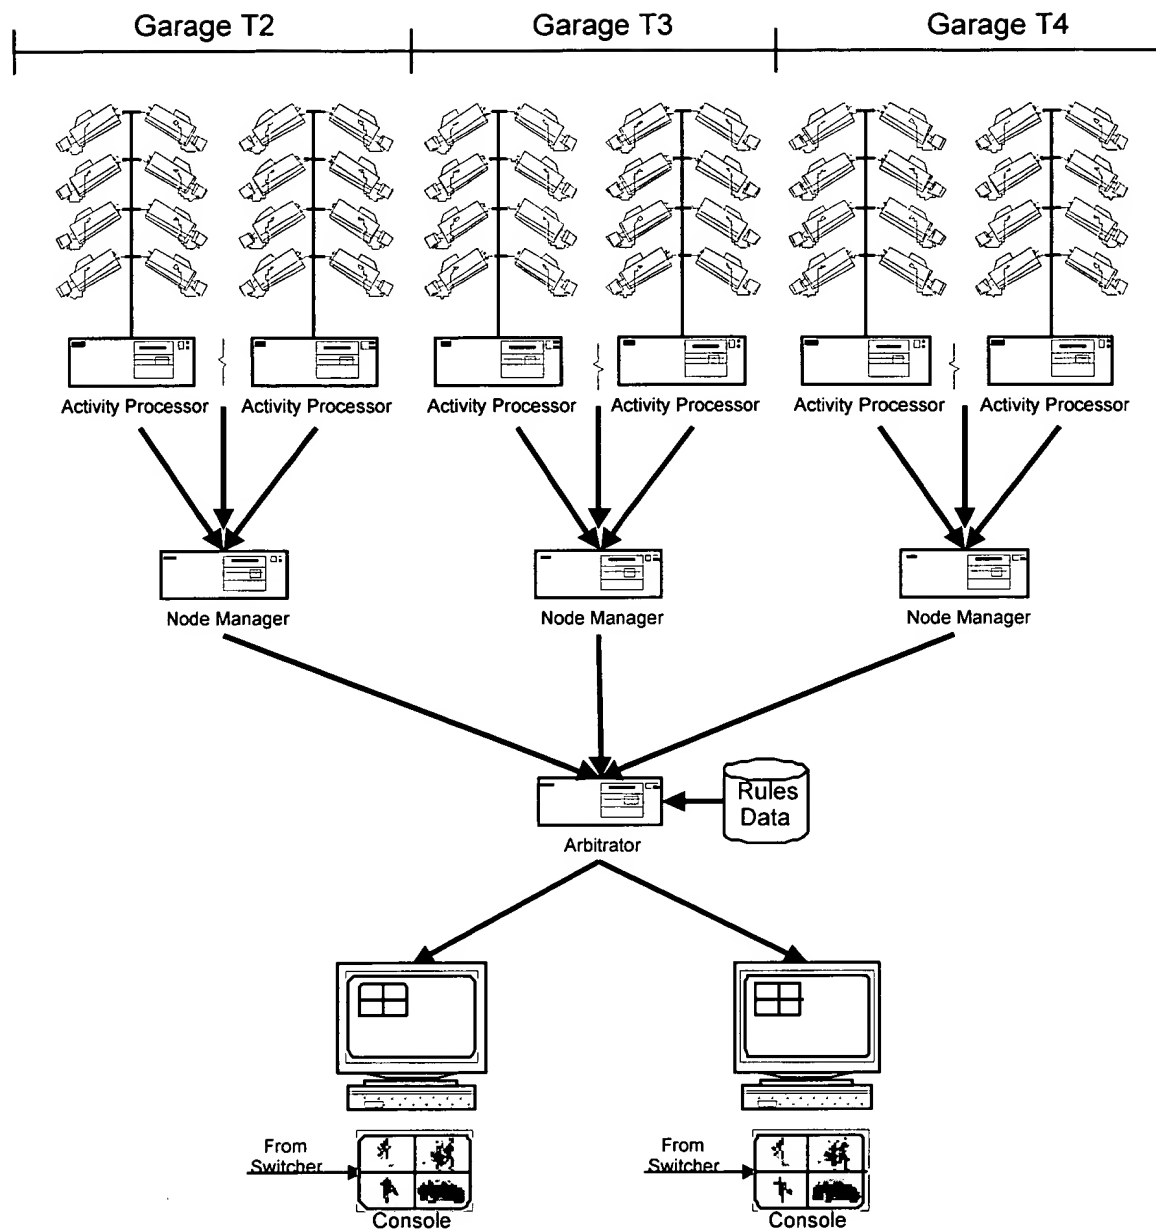 Garage T2 Garage T3 Garage T4
Activity Processor Activity Processor Activity Processor Activity Processor Activity Processor Activity Processor
Node Manager Node Manager Node Manager
Rules
Data
Arbitrator
From
Switcher
Console
From
Switcher
Console